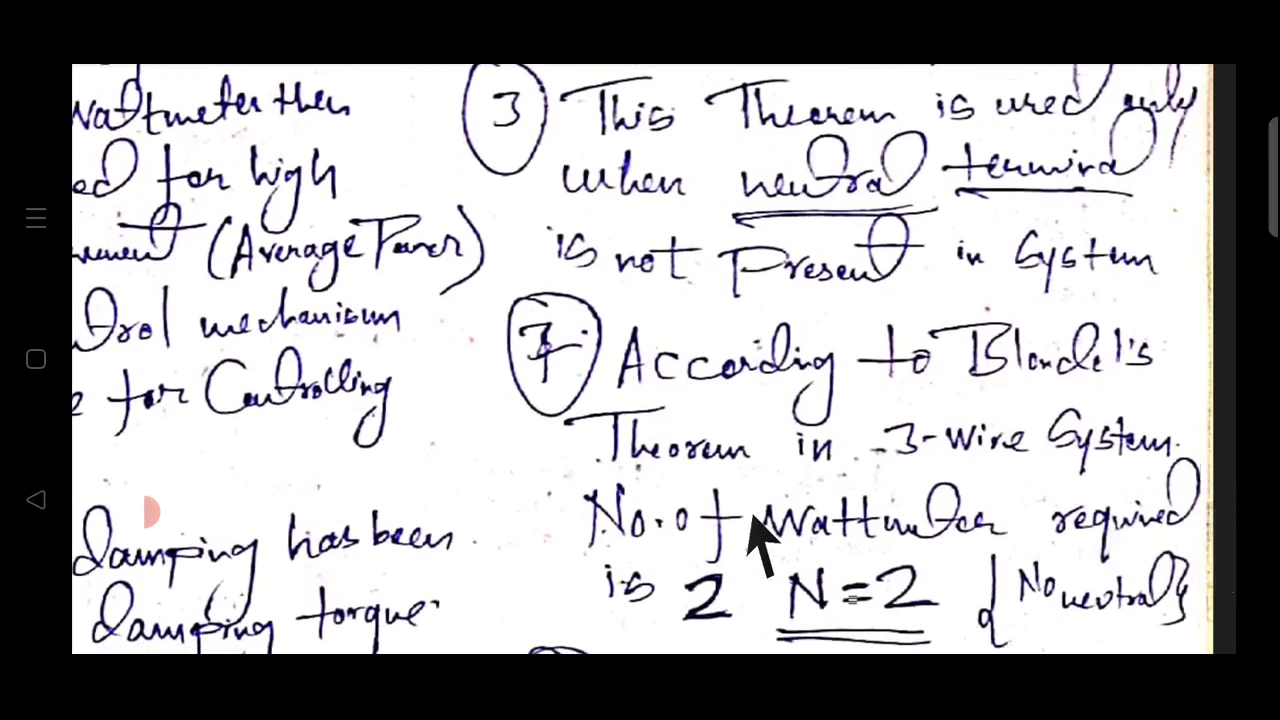 wattmeter then
ed for high
(Average Power)
trol mechanism
e for Controlling
damping has been
damping torque.
3 This Theorem is used only
when neutral terminal
is not Present in System
7. According to Blondel's
Theorem in 3-wire System.
No. of Wattmeter required
is 2 N=2 {No neutral}